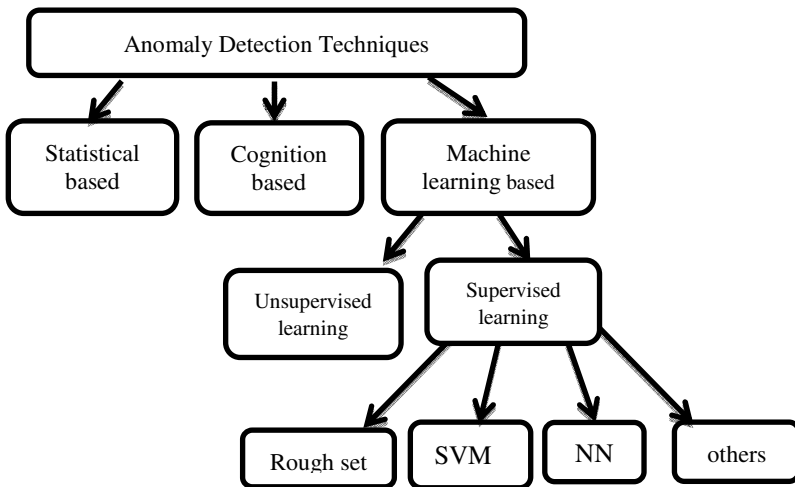 Anomaly Detection Techniques
Statistical
based
Cognition
based
Machine
learning based
Unsupervised
learning
Supervised
learning
Rough set
SVM
NN
others